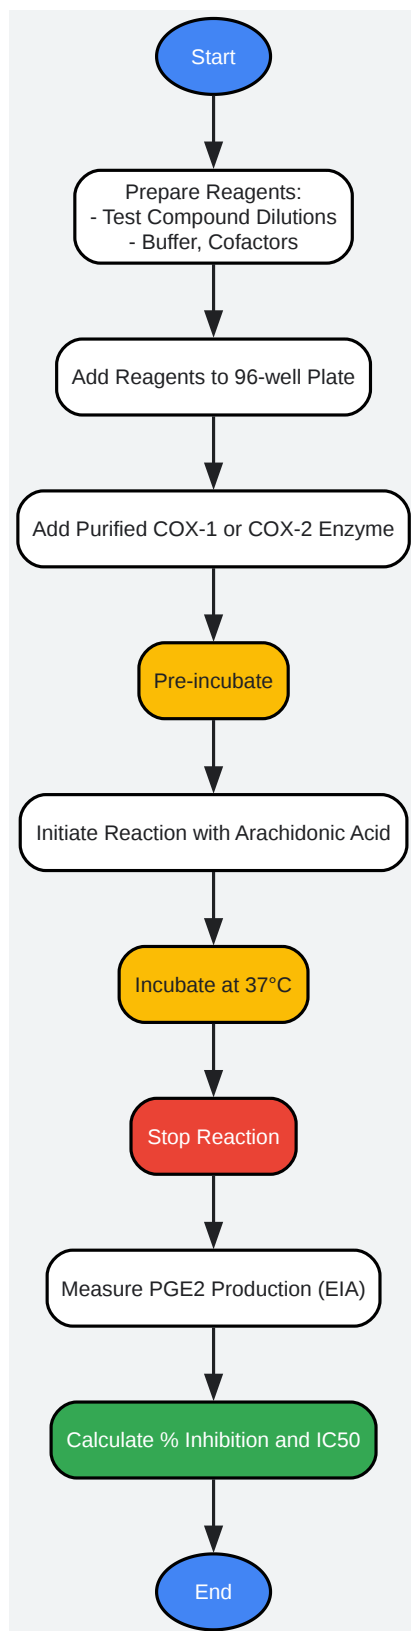 Start
Prepare Reagents:
- Test Compound Dilutions
- Buffer, Cofactors
Add Reagents to 96-well Plate
Add Purified COX-1 or COX-2 Enzyme
Pre-incubate
Initiate Reaction with Arachidonic Acid
Incubate at 37°C
Stop Reaction
Measure PGE2 Production (EIA)
Calculate % Inhibition and IC50
End